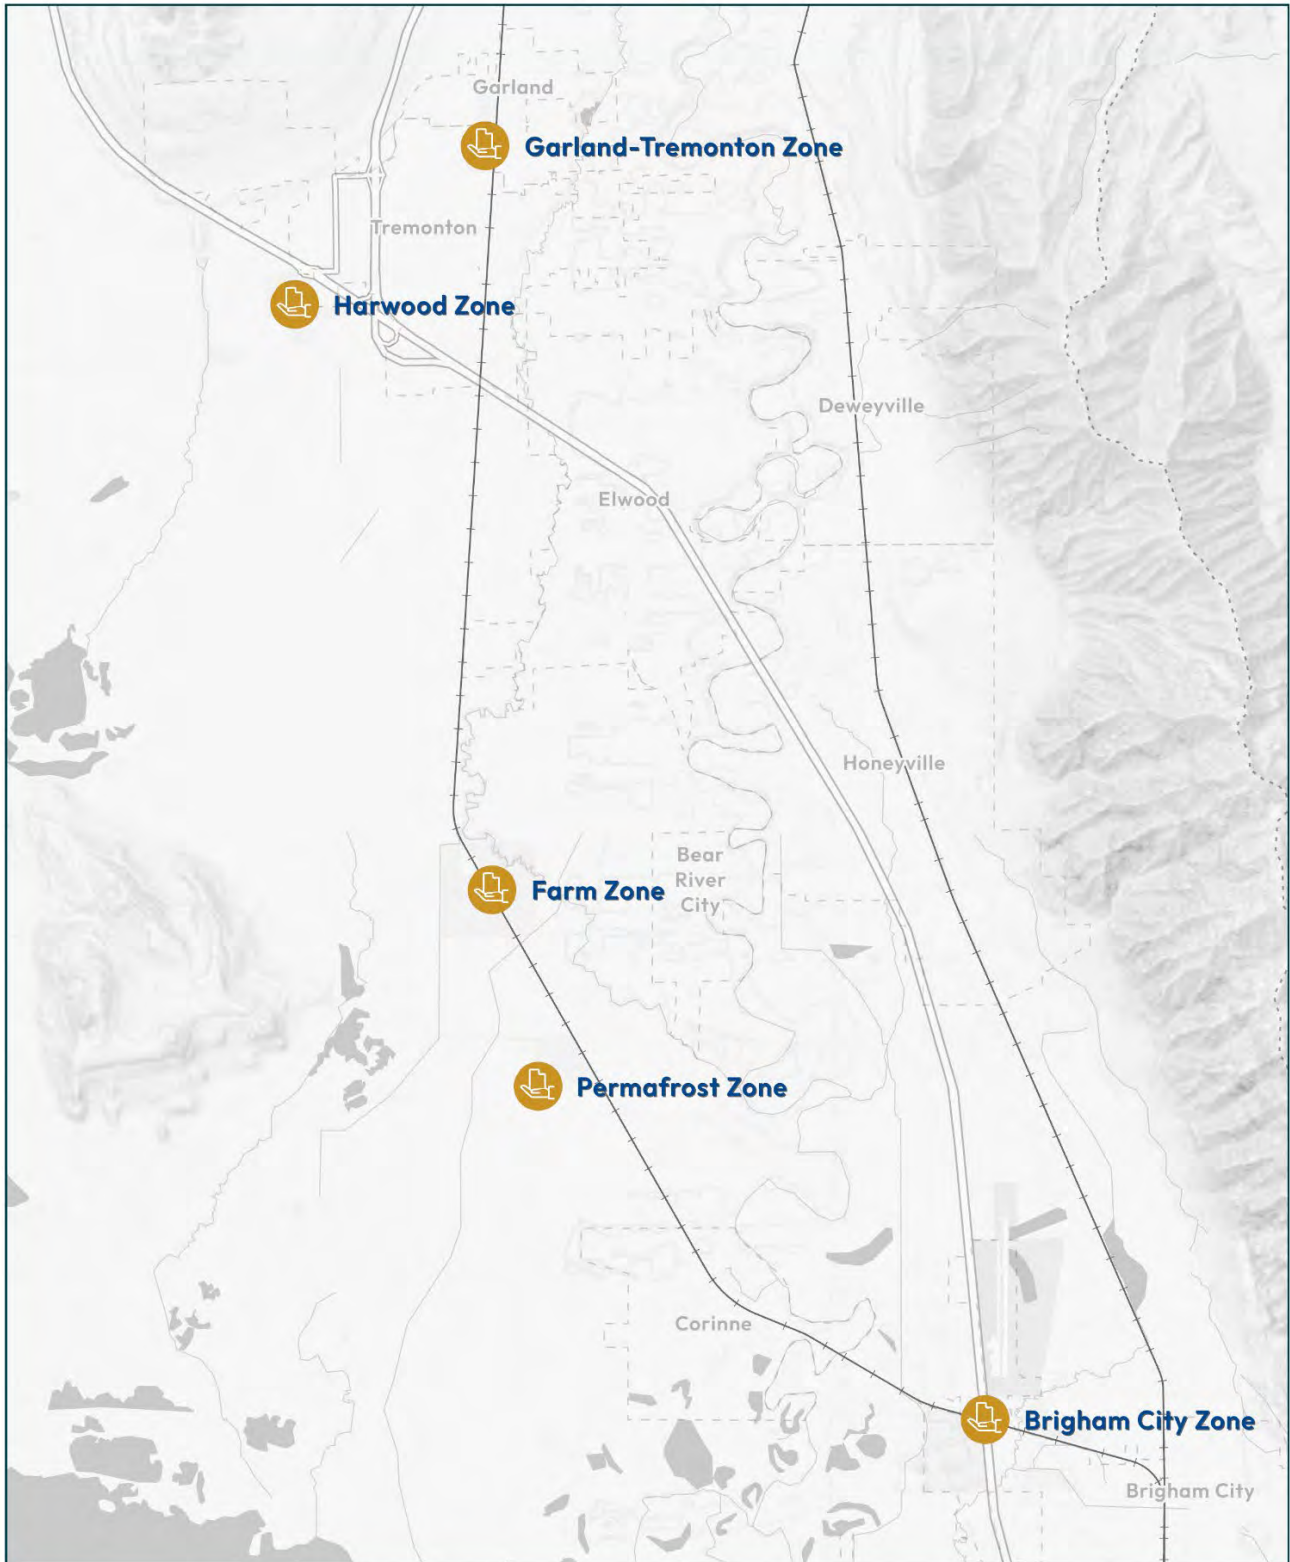 Garland
Garland-Tremonton Zone
Tremonton
Harwood Zone
Deweyville
Elwood
Honeyville
Bear
River
City
Farm Zone
Permafrost Zone
Corinne
Brigham City Zone
Brigham City